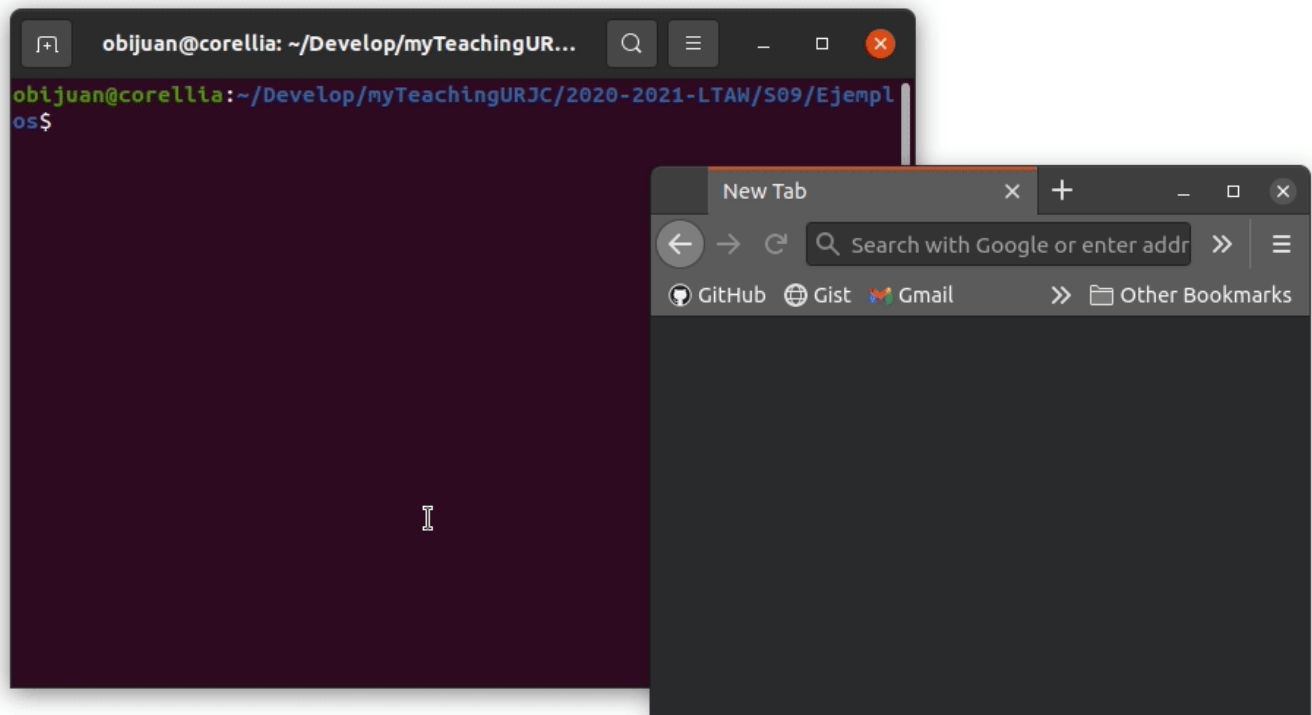 obijuan@corellia: ~/Develop/myTeachingUR...
obijuan@corellia:~/Develop/myTeachingURJC/2020-2021-LTAW/S09/Ejempl
os$
New Tab
Search with Google or enter addr
GitHub Gist Gmail Other Bookmarks